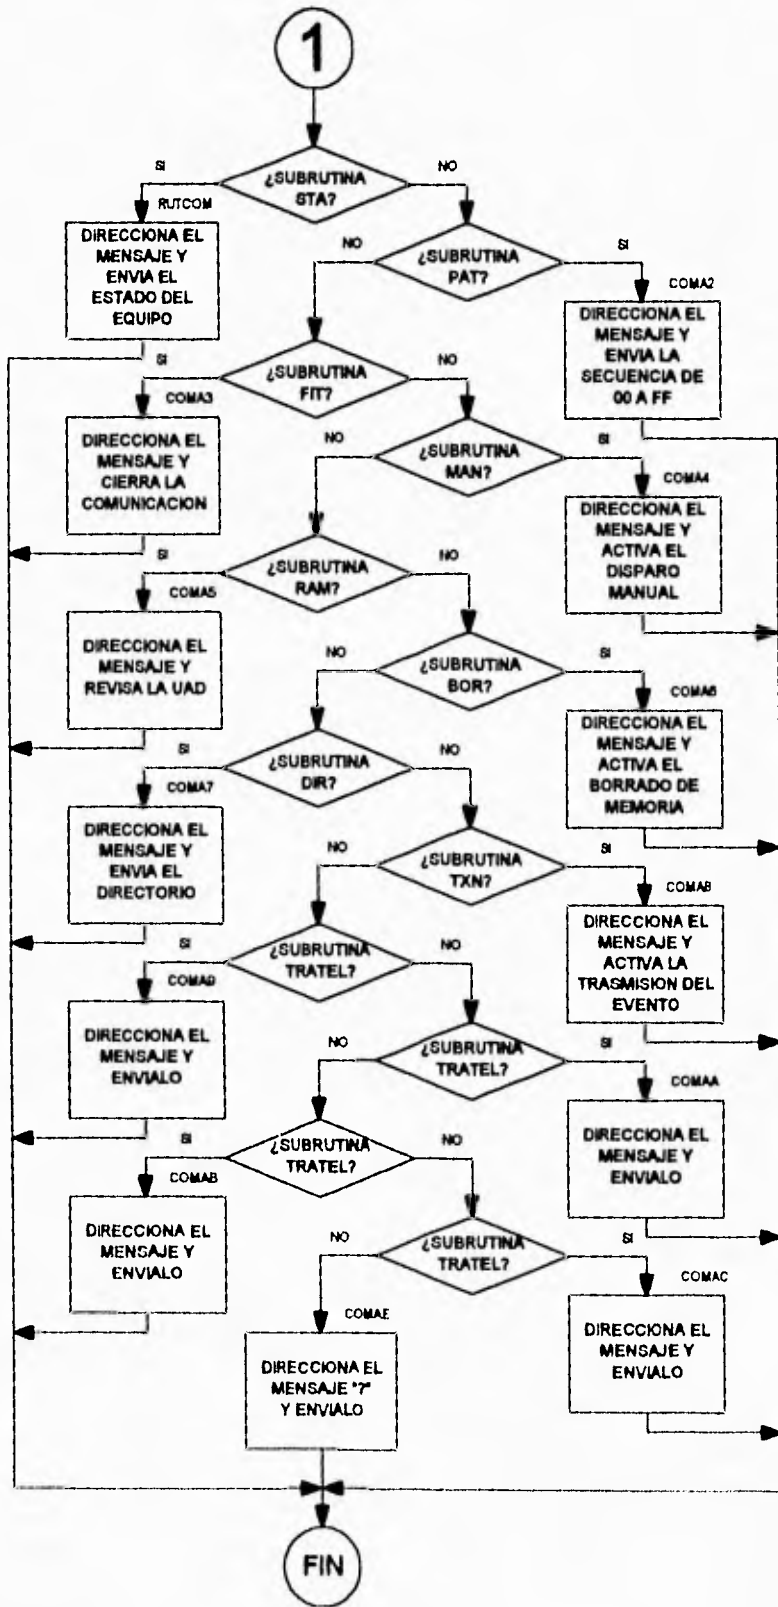 1
¿SUBRUTINA
STA?
SI
NO
RUTCOM
DIRECCIONA EL
MENSAJE Y
ENVIA EL
ESTADO DEL
EQUIPO
¿SUBRUTINA
PAT?
NO
SI
COMA2
DIRECCIONA EL
MENSAJE Y
ENVIA LA
SECUENCIA DE
00 A FF
¿SUBRUTINA
FIT?
SI
NO
COMA3
DIRECCIONA EL
MENSAJE Y
CIERRA LA
COMUNICACION
¿SUBRUTINA
MAN?
NO
SI
COMA4
DIRECCIONA EL
MENSAJE Y
ACTIVA EL
DISPARO
MANUAL
¿SUBRUTINA
RAM?
SI
NO
COMA5
DIRECCIONA EL
MENSAJE Y
REVISA LA UAD
¿SUBRUTINA
BOR?
NO
SI
COMA6
DIRECCIONA EL
MENSAJE Y
ACTIVA EL
BORRADO DE
MEMORIA
¿SUBRUTINA
DIR?
SI
NO
COMA7
DIRECCIONA EL
MENSAJE Y
ENVIA EL
DIRECTORIO
¿SUBRUTINA
TXN?
NO
SI
COMA8
DIRECCIONA EL
MENSAJE Y
ACTIVA LA
TRASMISION DEL
EVENTO
¿SUBRUTINA
TRATEL?
SI
NO
COMA9
DIRECCIONA EL
MENSAJE Y
ENVIALO
¿SUBRUTINA
TRATEL?
NO
SI
COMAA
DIRECCIONA EL
MENSAJE Y
ENVIALO
¿SUBRUTINA
TRATEL?
SI
NO
COMAB
DIRECCIONA EL
MENSAJE Y
ENVIALO
¿SUBRUTINA
TRATEL?
NO
SI
COMAC
DIRECCIONA EL
MENSAJE Y
ENVIALO
COMAE
DIRECCIONA EL
MENSAJE "?"
Y ENVIALO
FIN